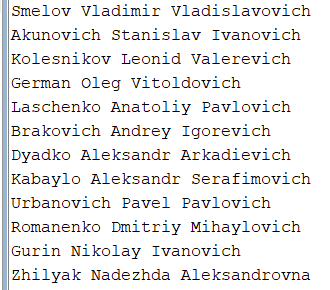 Smelov Vladimir Vladislavovich
Akunovich Stanislav Ivanovich
Kolesnikov Leonid Valerevich
German Oleg Vitoldovich
Laschenko Anatoliy Pavlovich
Brakovich Andrey Igorevich
Dyadko Aleksandr Arkadievich
Kabaylo Aleksandr Serafimovich
Urbanovich Pavel Pavlovich
Romanenko Dmitriy Mihaylovich
Gurin Nikolay Ivanovich
Zhilyak Nadezhda Aleksandrovna